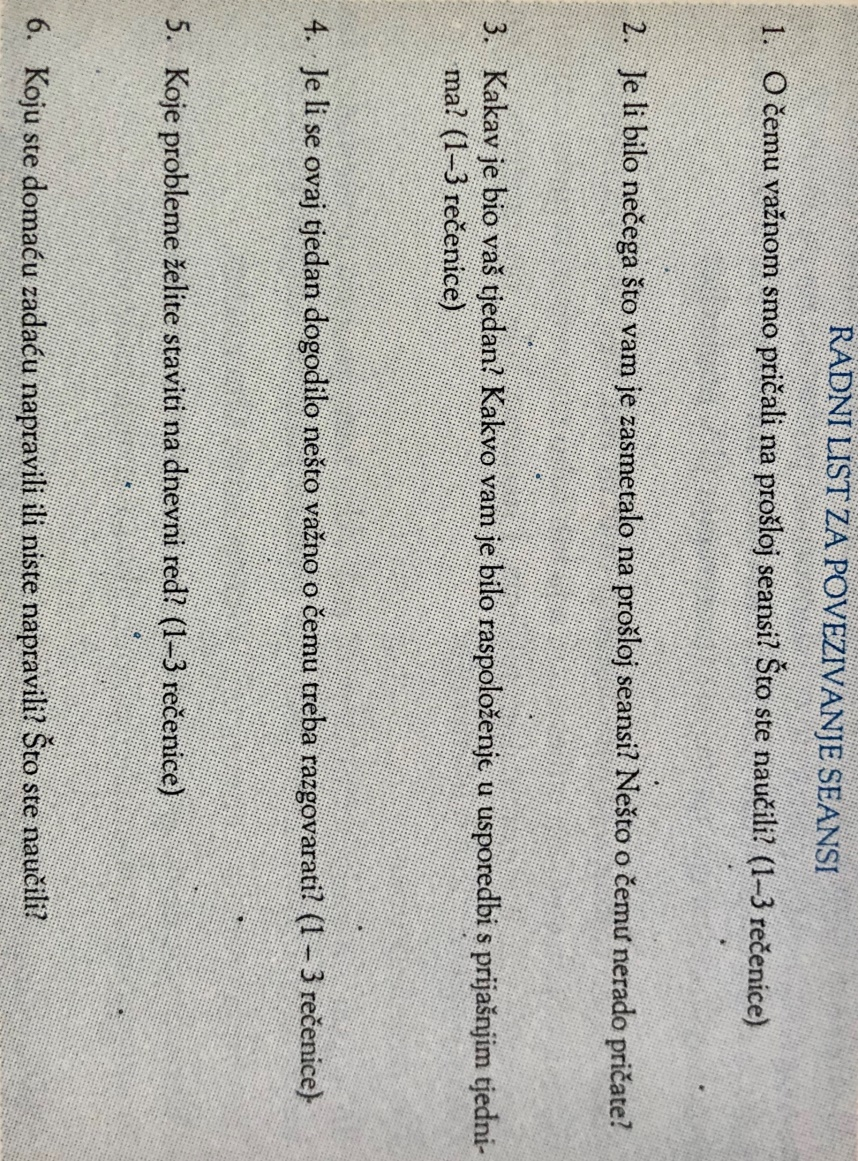 RADNI LIST ZA POVEZIVANJE SEANSI
1. O čemu važnom smo pričali na prošloj seansi? Što ste naučili? (1–3 rečenice)
2. Je li bilo nečega što vam je zasmetalo na prošloj seansi? Nešto o čemu nerado pričate?
3. Kakav je bio vaš tjedan? Kakvo vam je bilo raspoloženje u usporedbi s prijašnjim tjedni-
ma? (1–3 rečenice)
4. Je li se ovaj tjedan dogodilo nešto važno o čemu treba razgovarati? (1 – 3 rečenice)
5. Koje probleme želite staviti na dnevni red? (1–3 rečenice)
6. Koju ste domaću zadaću napravili ili niste napravili? Što ste naučili?